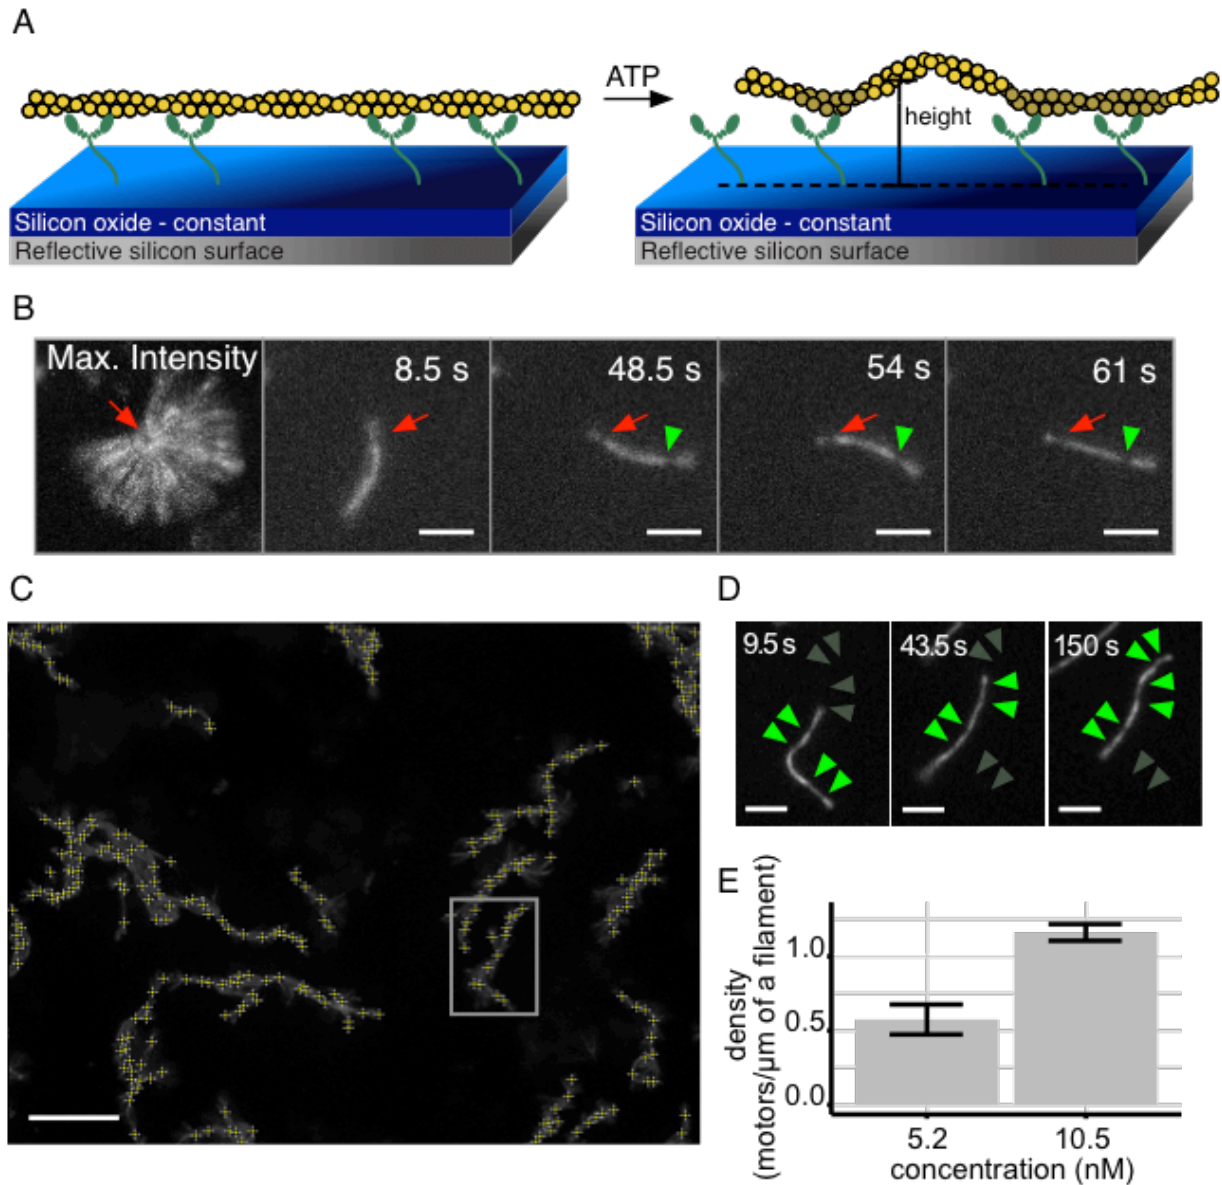 A
ATP
height
Silicon oxide - constant
Reflective silicon surface
Silicon oxide - constant
Reflective silicon surface
B
Max. Intensity
8.5 s
48.5 s
54 s
61 s
C
D
9.5 s
43.5 s
150 s
E
density
(motors/μm of a filament)
1.0
0.5
0.0
5.2
10.5
concentration (nM)